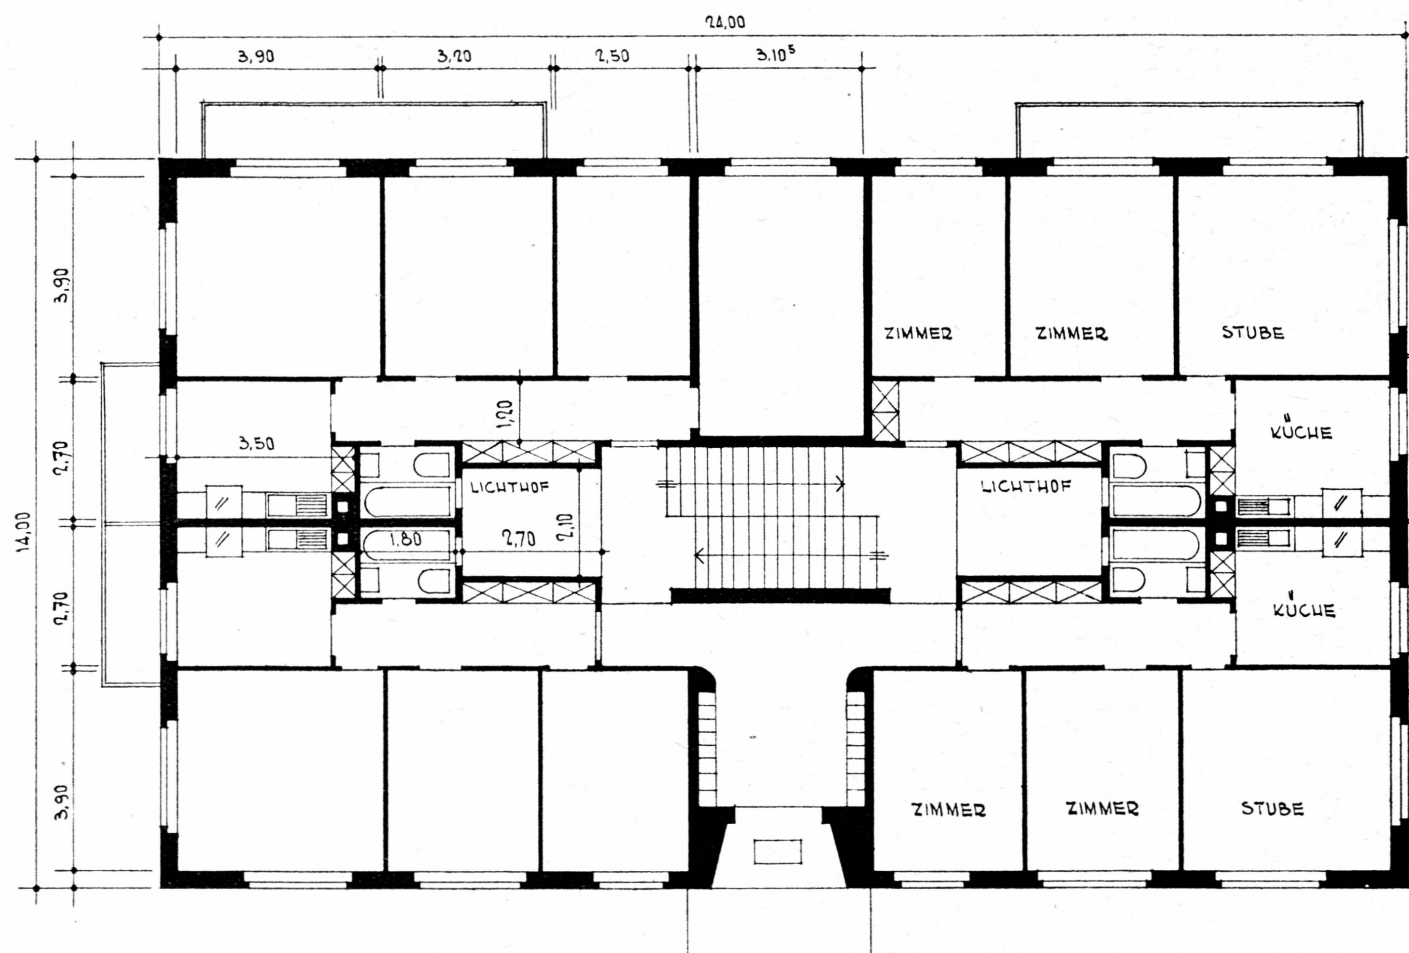 24,00
3,90
3,20
2,50
3.10⁵
3,90
ZIMMER
ZIMMER
STUBE
1,20
KÜCHE
3,50
2,70
LICHTHOF
LICHTHOF
14,00
1,80
2,70
2,10
2,70
KÜCHE
3,90
ZIMMER
ZIMMER
STUBE